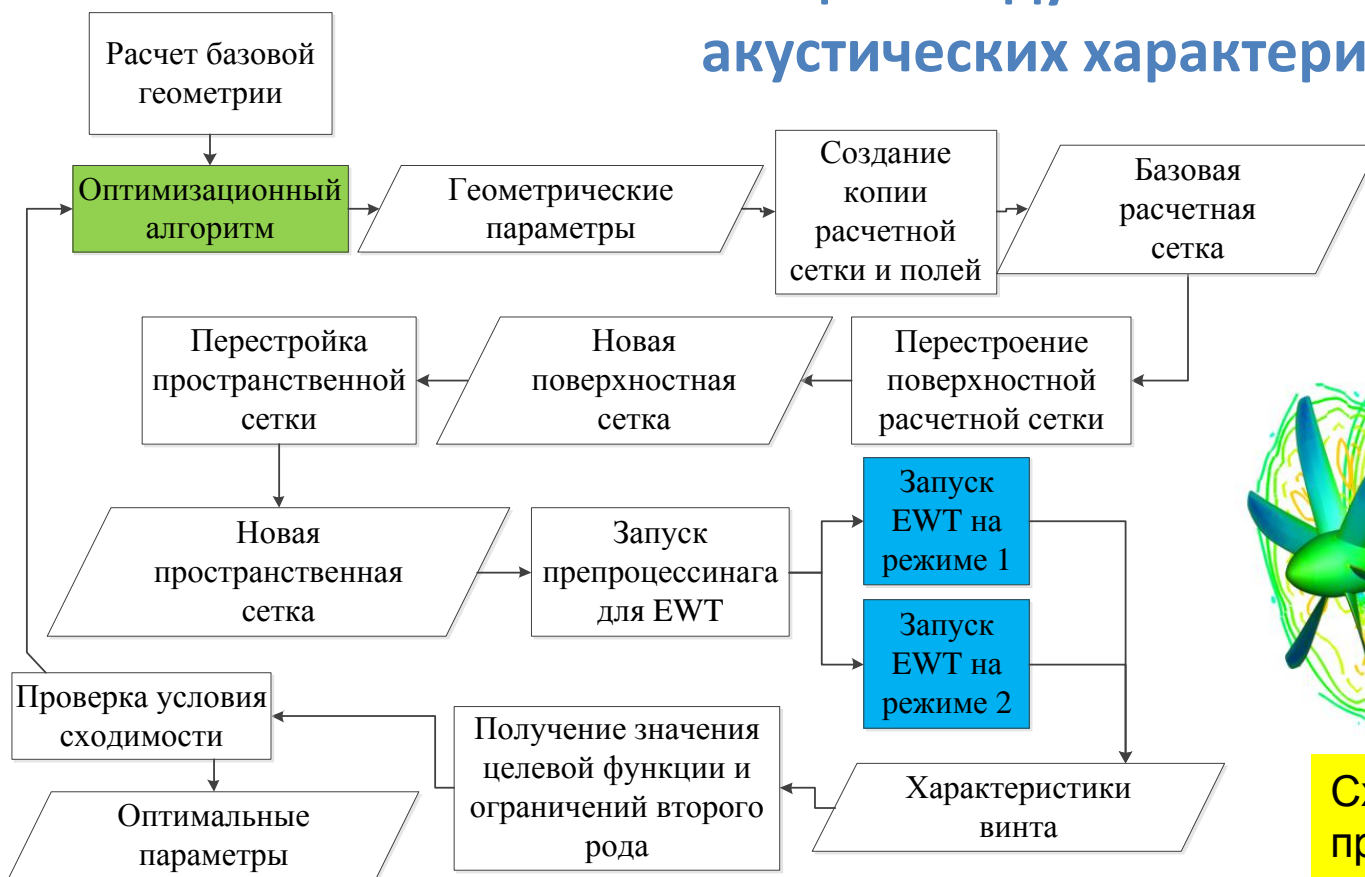 акустических
Расчет базовой
геометрии
Оптимизационный
алгоритм
Геометрические
параметры
Создание
копии
расчетной
сетки и полей
Базовая
расчетная
сетка
Перестройка
пространственной
сетки
Новая
поверхностная
сетка
Перестроение
поверхностной
расчетной сетки
Новая
пространственная
сетка
Запуск
препроцессинага
для EWT
Запуск
EWT на
режиме 1
Запуск
EWT на
режиме 2
Проверка условия
сходимости
Получение значения
целевой функции и
ограничений второго
рода
Характеристики
винта
Оптимальные
параметры